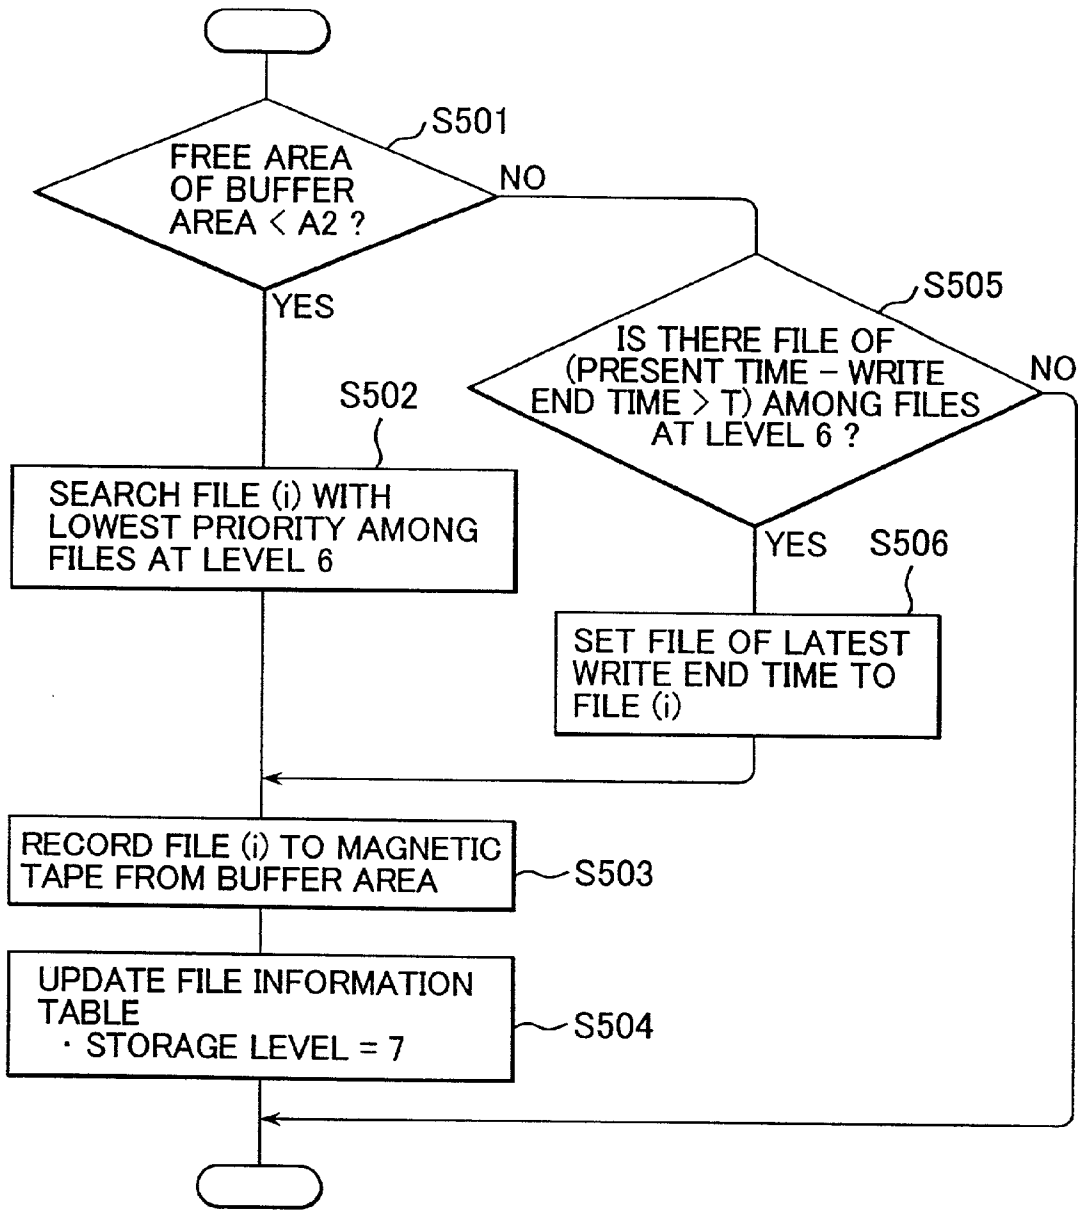 S501
FREE AREA
OF BUFFER
AREA < A2 ?
NO
YES
S505
IS THERE FILE OF
(PRESENT TIME – WRITE
END TIME > T) AMONG FILES
AT LEVEL 6 ?
NO
YES
S502
SEARCH FILE (i) WITH
LOWEST PRIORITY AMONG
FILES AT LEVEL 6
S506
SET FILE OF LATEST
WRITE END TIME TO
FILE (i)
RECORD FILE (i) TO MAGNETIC
TAPE FROM BUFFER AREA
S503
UPDATE FILE INFORMATION
TABLE
· STORAGE LEVEL = 7
S504